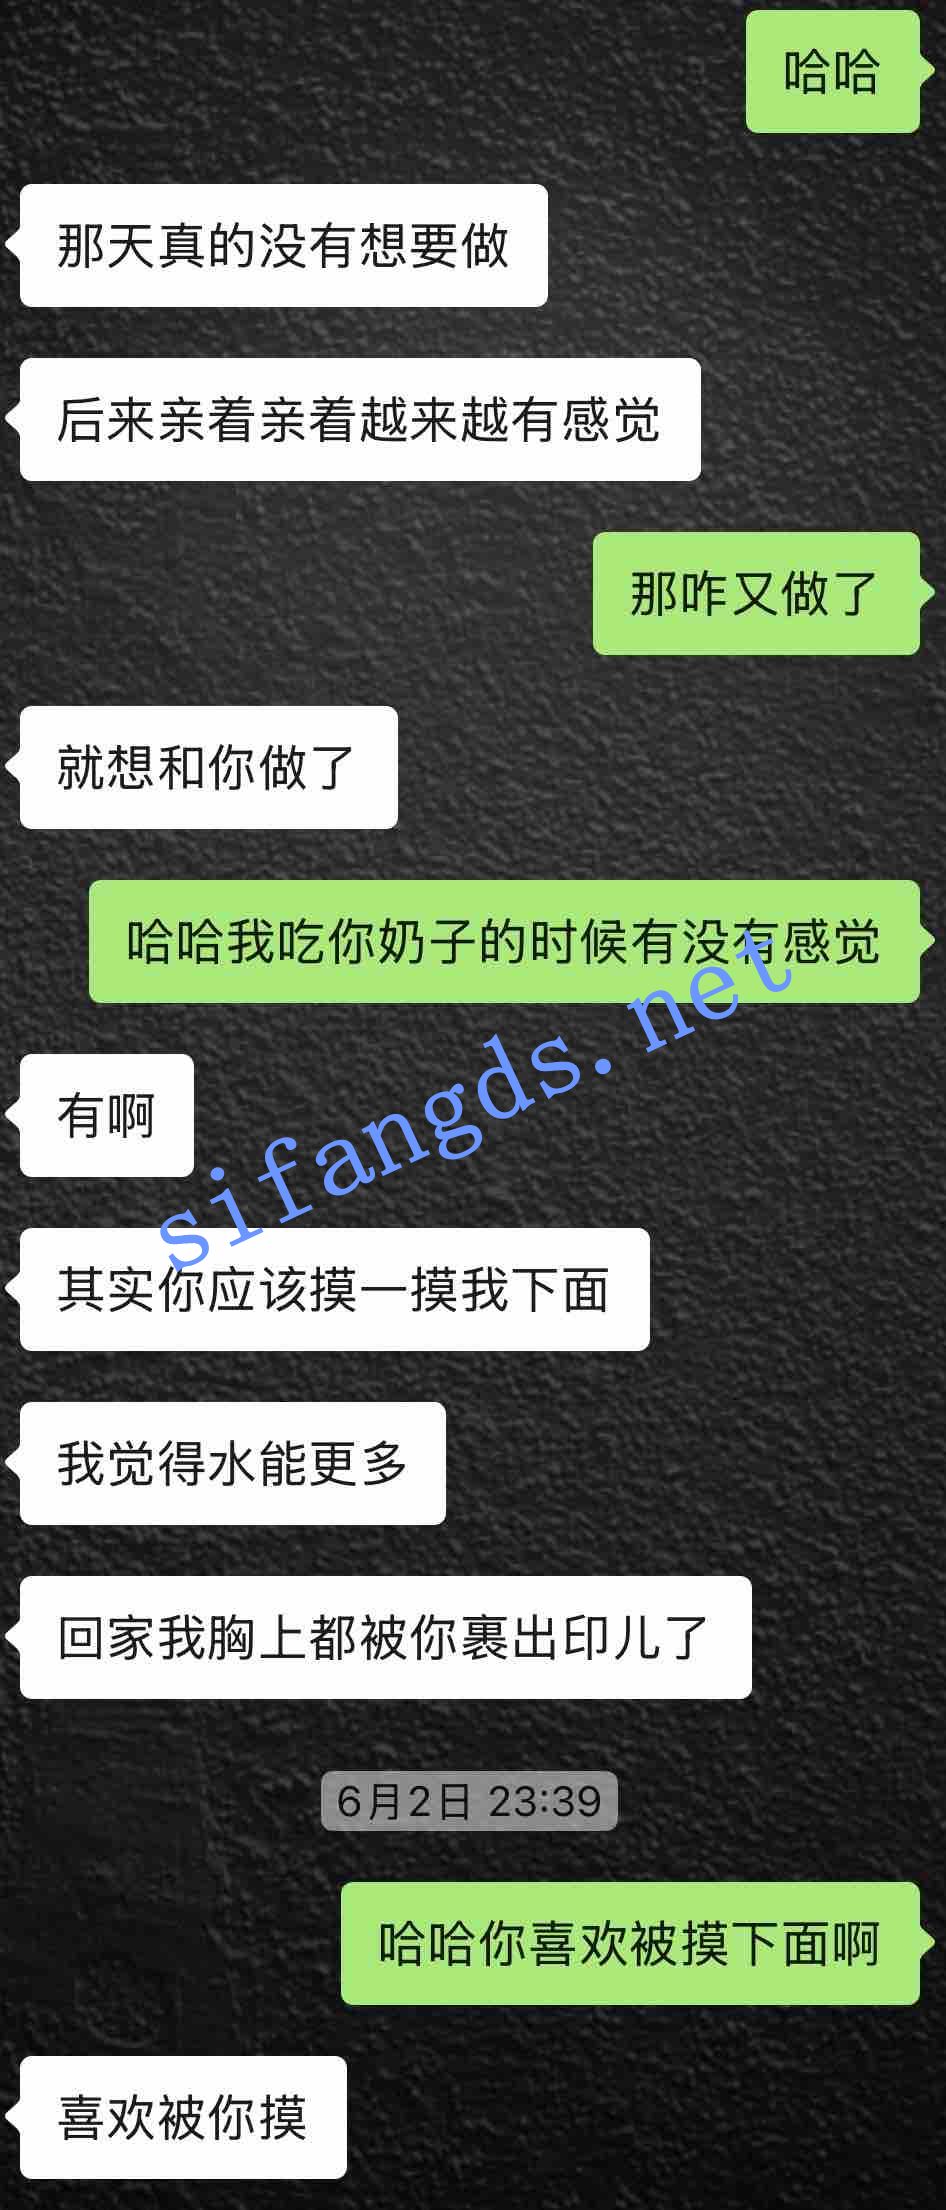 哈哈
那天真的没有想要做
后来亲着亲着越来越有感觉
那咋又做了
就想和你做了
哈哈我吃你奶子的时候有没有感觉
有啊
sifangds.net
其实你应该摸一摸我下面
我觉得水能更多
回家我胸上都被你裹出印儿了
6月2日 23:39
哈哈你喜欢被摸下面啊
喜欢被你摸